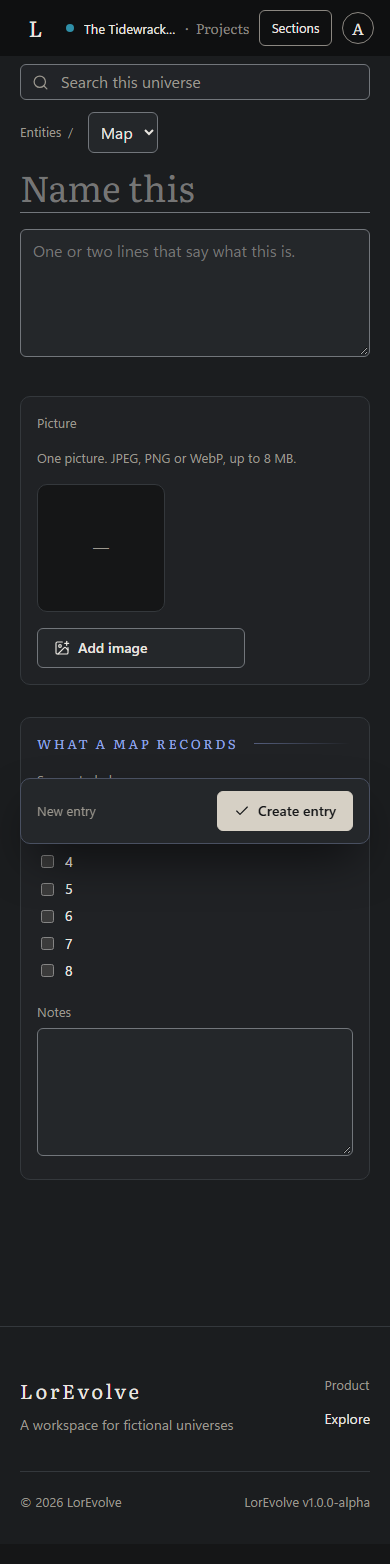 L
The Tidewrack... · Projects
Sections
A
Search this universe
Entities /
Map
Name this
One or two lines that say what this is.
Picture
One picture. JPEG, PNG or WebP, up to 8 MB.
—
Add image
WHAT A MAP RECORDS
New entry
Create entry
4
5
6
7
8
Notes
LorEvolve
A workspace for fictional universes
Product
Explore
© 2026 LorEvolve
LorEvolve v1.0.0-alpha